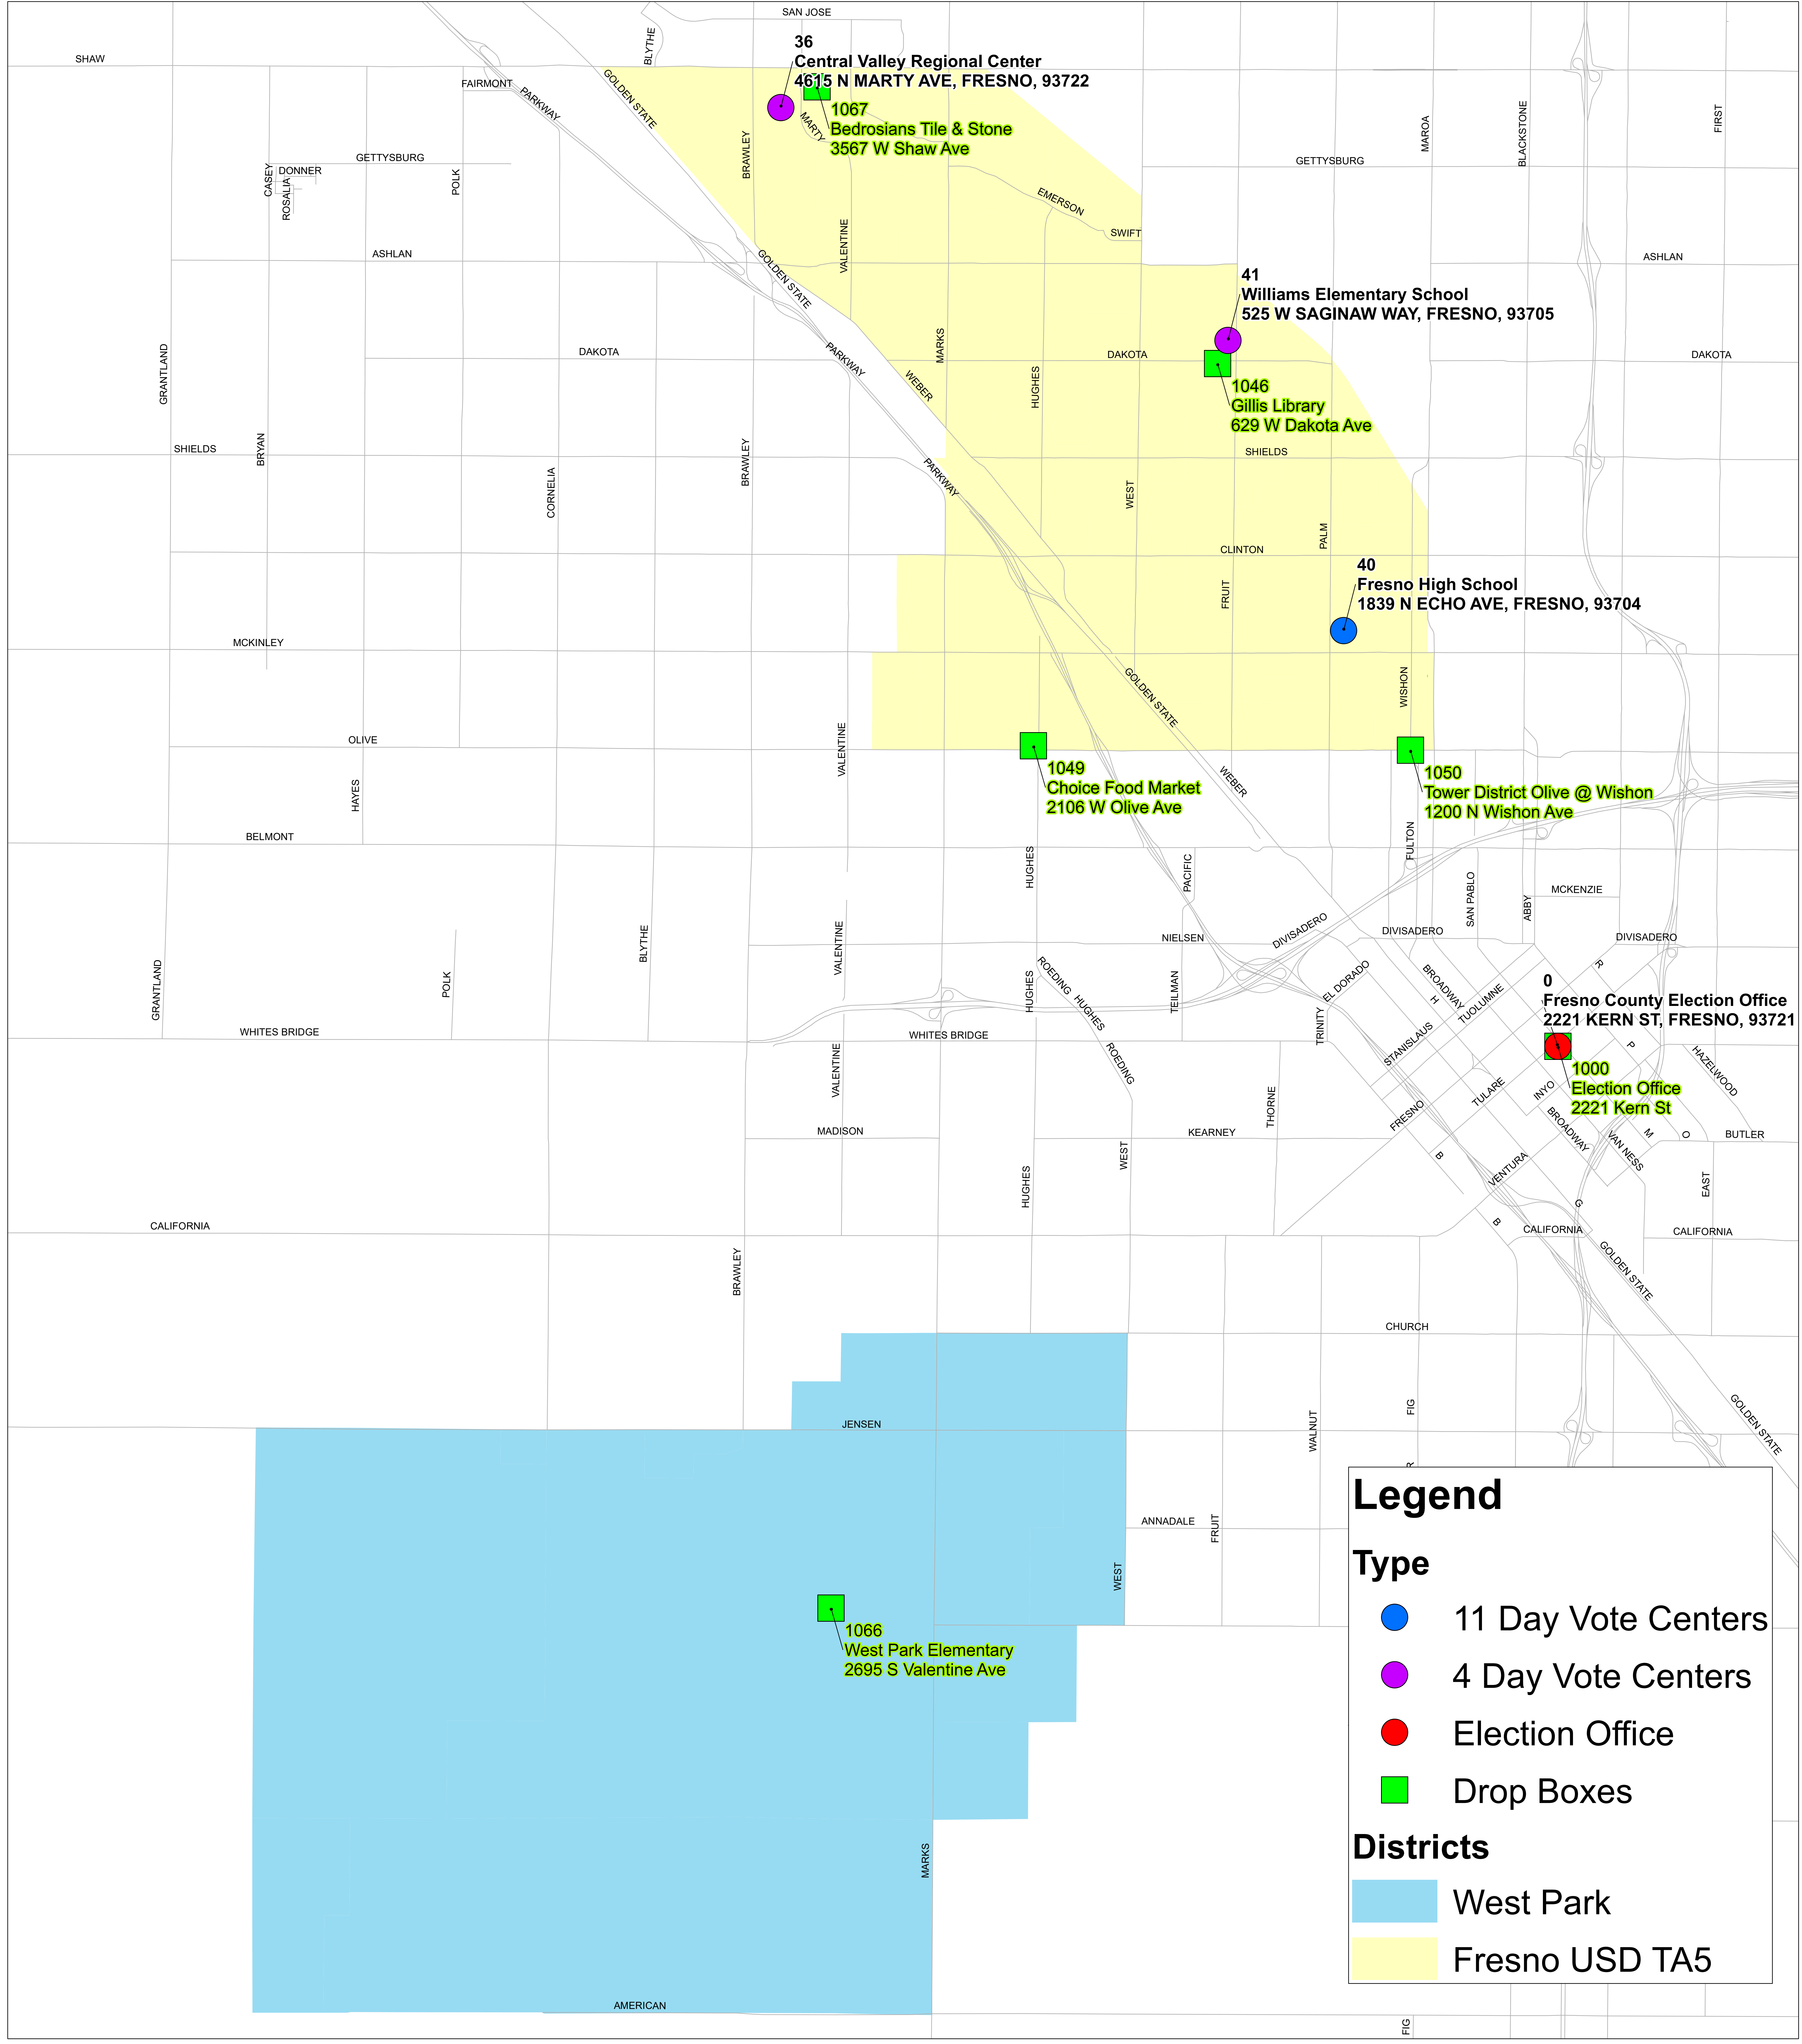 SAN JOSE
BLYTHE
36
Central Valley Regional Center
4615 N MARTY AVE, FRESNO, 93722
SHAW
FAIRMONT
PARKWAY
GOLDEN STATE
1067
Bedrosians Tile & Stone
3567 W Shaw Ave
MARTY
BRAWLEY
MAROA
BLACKSTONE
FIRST
GETTYSBURG
GETTYSBURG
CASEY
DONNER
ROSALIA
POLK
EMERSON
SWIFT
VALENTINE
ASHLAN
ASHLAN
GOLDEN STATE
41
Williams Elementary School
525 W SAGINAW WAY, FRESNO, 93705
GRANTLAND
DAKOTA
PARKWAY
MARKS
DAKOTA
DAKOTA
WEBER
HUGHES
1046
Gillis Library
629 W Dakota Ave
SHIELDS
BRYAN
BRAWLEY
SHIELDS
CORNELIA
PARKWAY
WEST
PALM
CLINTON
FRUIT
40
Fresno High School
1839 N ECHO AVE, FRESNO, 93704
MCKINLEY
GOLDEN STATE
WISHON
OLIVE
VALENTINE
1049
Choice Food Market
2106 W Olive Ave
WEBER
1050
Tower District Olive @ Wishon
1200 N Wishon Ave
HAYES
BELMONT
FULTON
HUGHES
PACIFIC
SAN PABLO
ABBY
MCKENZIE
BLYTHE
VALENTINE
NIELSEN
DIVISADERO
DIVISADERO
DIVISADERO
GRANTLAND
POLK
HUGHES
ROEDING
HUGHES
ROEDING
TEILMAN
EL DORADO
BROADWAY
H
TUOLUMNE
R
0
Fresno County Election Office
2221 KERN ST, FRESNO, 93721
WHITES BRIDGE
WHITES BRIDGE
TRINITY
STANISLAUS
P
HAZELWOOD
VALENTINE
1000
Election Office
2221 Kern St
TULARE
INYO
FRESNO
THORNE
BROADWAY
MADISON
KEARNEY
VAN NESS
M
O
BUTLER
WEST
B
VENTURA
HUGHES
EAST
G
B
CALIFORNIA
CALIFORNIA
CALIFORNIA
BRAWLEY
GOLDEN STATE
CHURCH
JENSEN
FIG
WALNUT
GOLDEN STATE
ANNADALE
FRUIT
WEST
1066
West Park Elementary
2695 S Valentine Ave
MARKS
AMERICAN
FIG
Legend
Type
11 Day Vote Centers
4 Day Vote Centers
Election Office
Drop Boxes
Districts
West Park
Fresno USD TA5